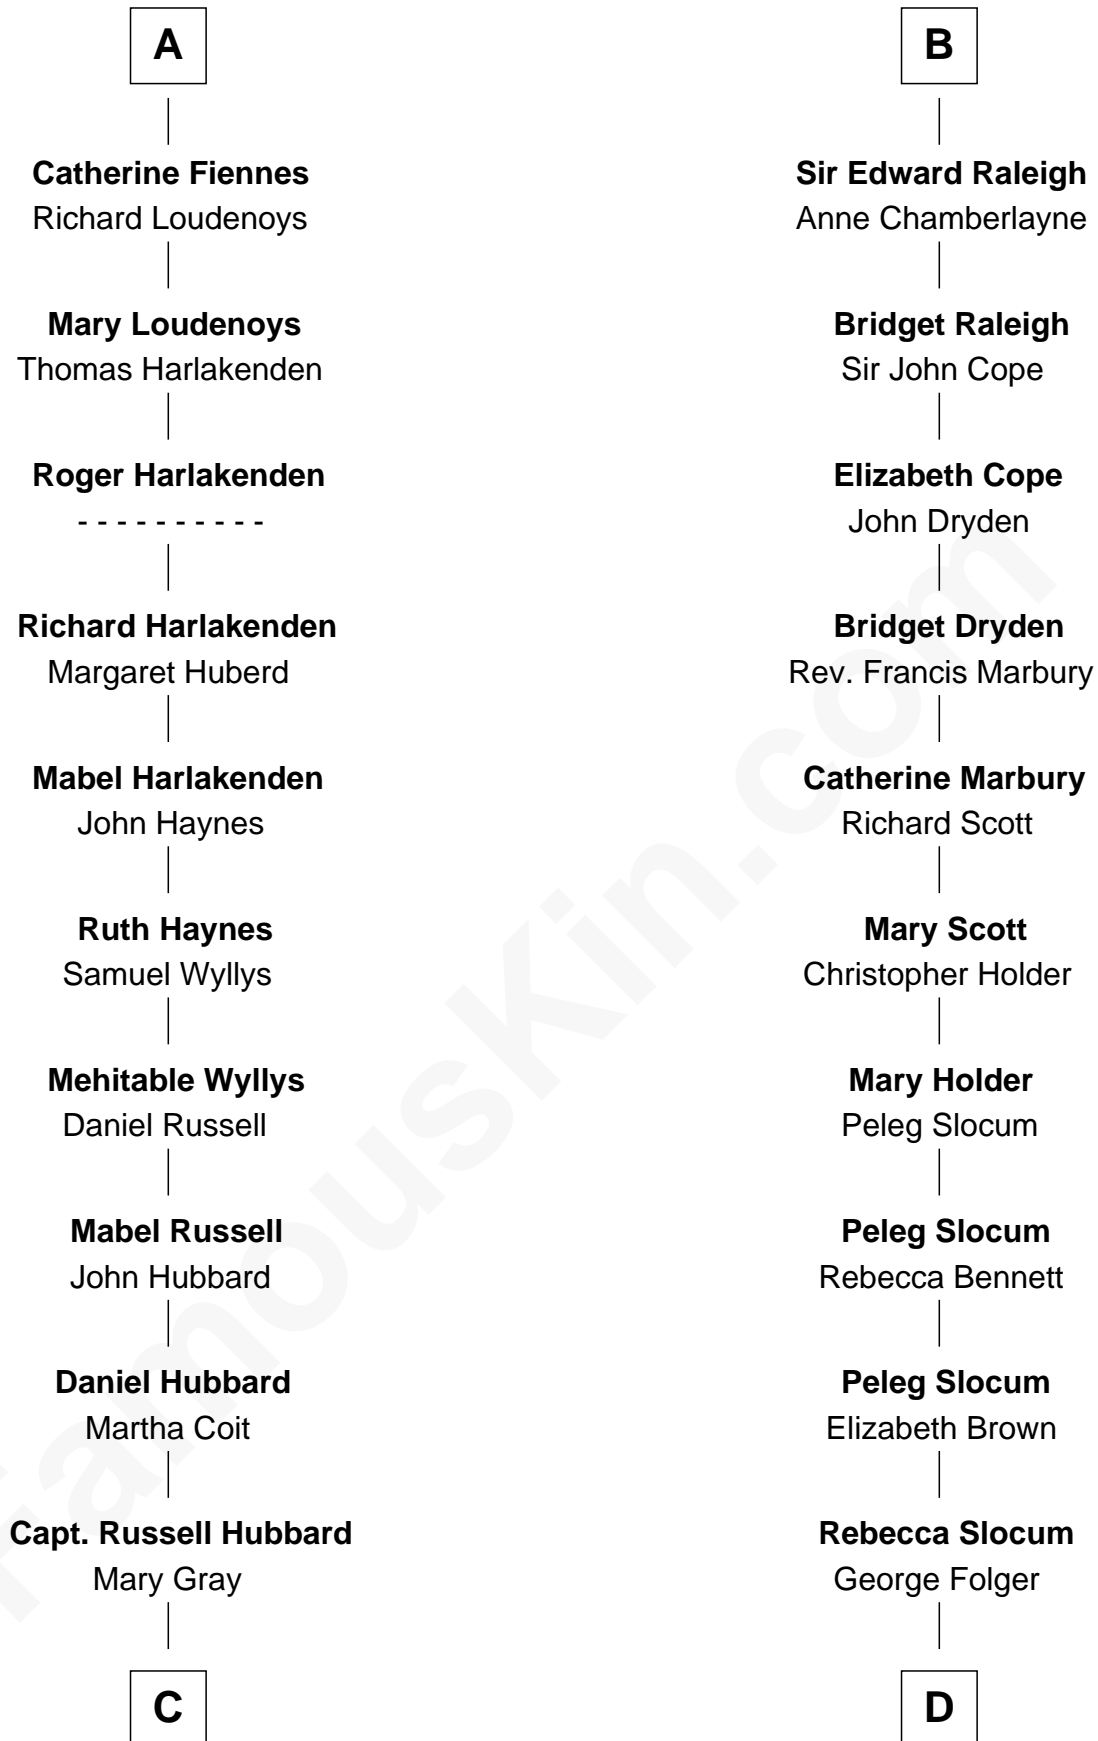 A
Catherine Fiennes
Richard Loudenoys
Mary Loudenoys
Thomas Harlakenden
Roger Harlakenden
- - - - - - - - - -
Richard Harlakenden
Margaret Huberd
Mabel Harlakenden
John Haynes
Ruth Haynes
Samuel Wyllys
Mehitable Wyllys
Daniel Russell
Mabel Russell
John Hubbard
Daniel Hubbard
Martha Coit
Capt. Russell Hubbard
Mary Gray
C
B
Sir Edward Raleigh
Anne Chamberlayne
Bridget Raleigh
Sir John Cope
Elizabeth Cope
John Dryden
Bridget Dryden
Rev. Francis Marbury
Catherine Marbury
Richard Scott
Mary Scott
Christopher Holder
Mary Holder
Peleg Slocum
Peleg Slocum
Rebecca Bennett
Peleg Slocum
Elizabeth Brown
Rebecca Slocum
George Folger
D
FamousKin.com